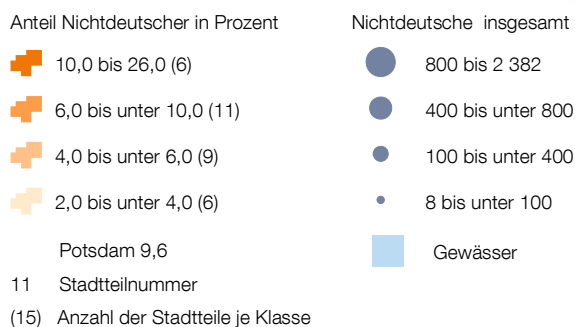 Anteil Nichtdeutscher in Prozent
10,0 bis 26,0 (6)
6,0 bis unter 10,0 (11)
4,0 bis unter 6,0 (9)
2,0 bis unter 4,0 (6)
Potsdam 9,6
11 Stadtteilnummer
(15) Anzahl der Stadtteile je Klasse
Nichtdeutsche insgesamt
800 bis 2 382
400 bis unter 800
100 bis unter 400
8 bis unter 100
Gewässer